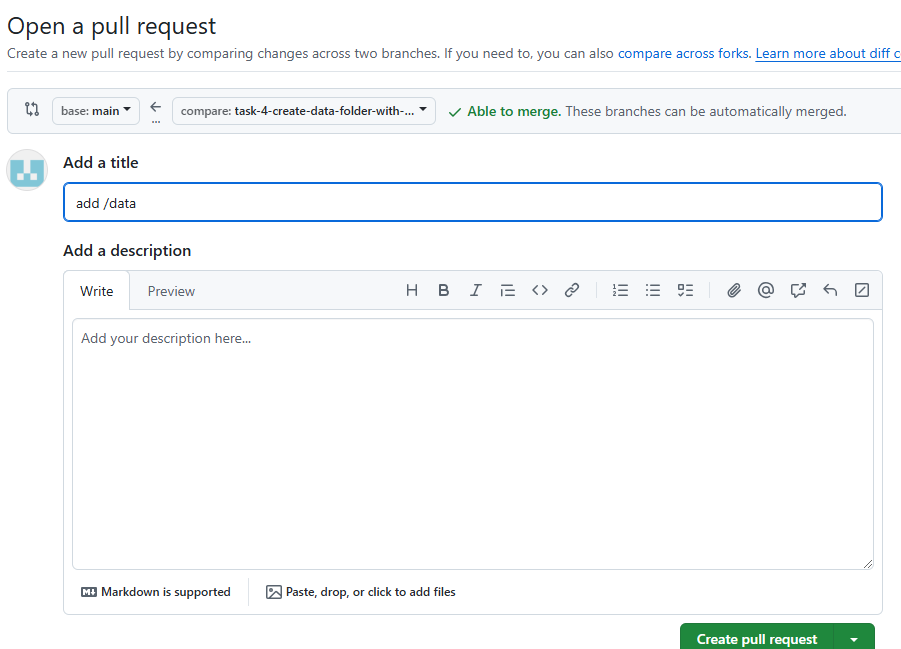 Open a pull request
Create a new pull request by comparing changes across two branches. If you need to, you can also compare across forks. Learn more about diff c
base: main
compare: task-4-create-data-folder-with-...
Able to merge. These branches can be automatically merged.
Add a title
add /data
Add a description
Write
Preview
Add your description here...
Markdown is supported
Paste, drop, or click to add files
Create pull request